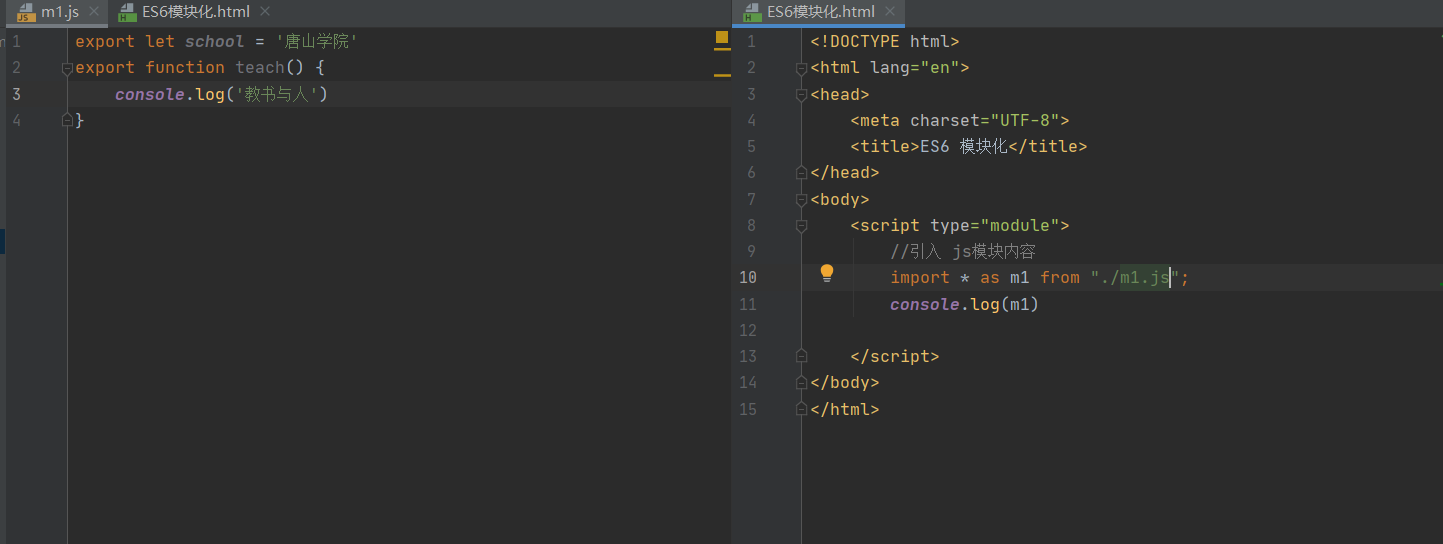 m1.js ES6模块化.html
1 export let school = '唐山学院'
2 export function teach() {
3 console.log('教书与人')
4 }
ES6模块化.html
1 <!DOCTYPE html>
2 <html lang="en">
3 <head>
4 <meta charset="UTF-8">
5 <title>ES6 模块化</title>
6 </head>
7 <body>
8 <script type="module">
9 //引入 js模块内容
10 import * as m1 from "./m1.js";
11 console.log(m1)
12
13 </script>
14 </body>
15 </html>